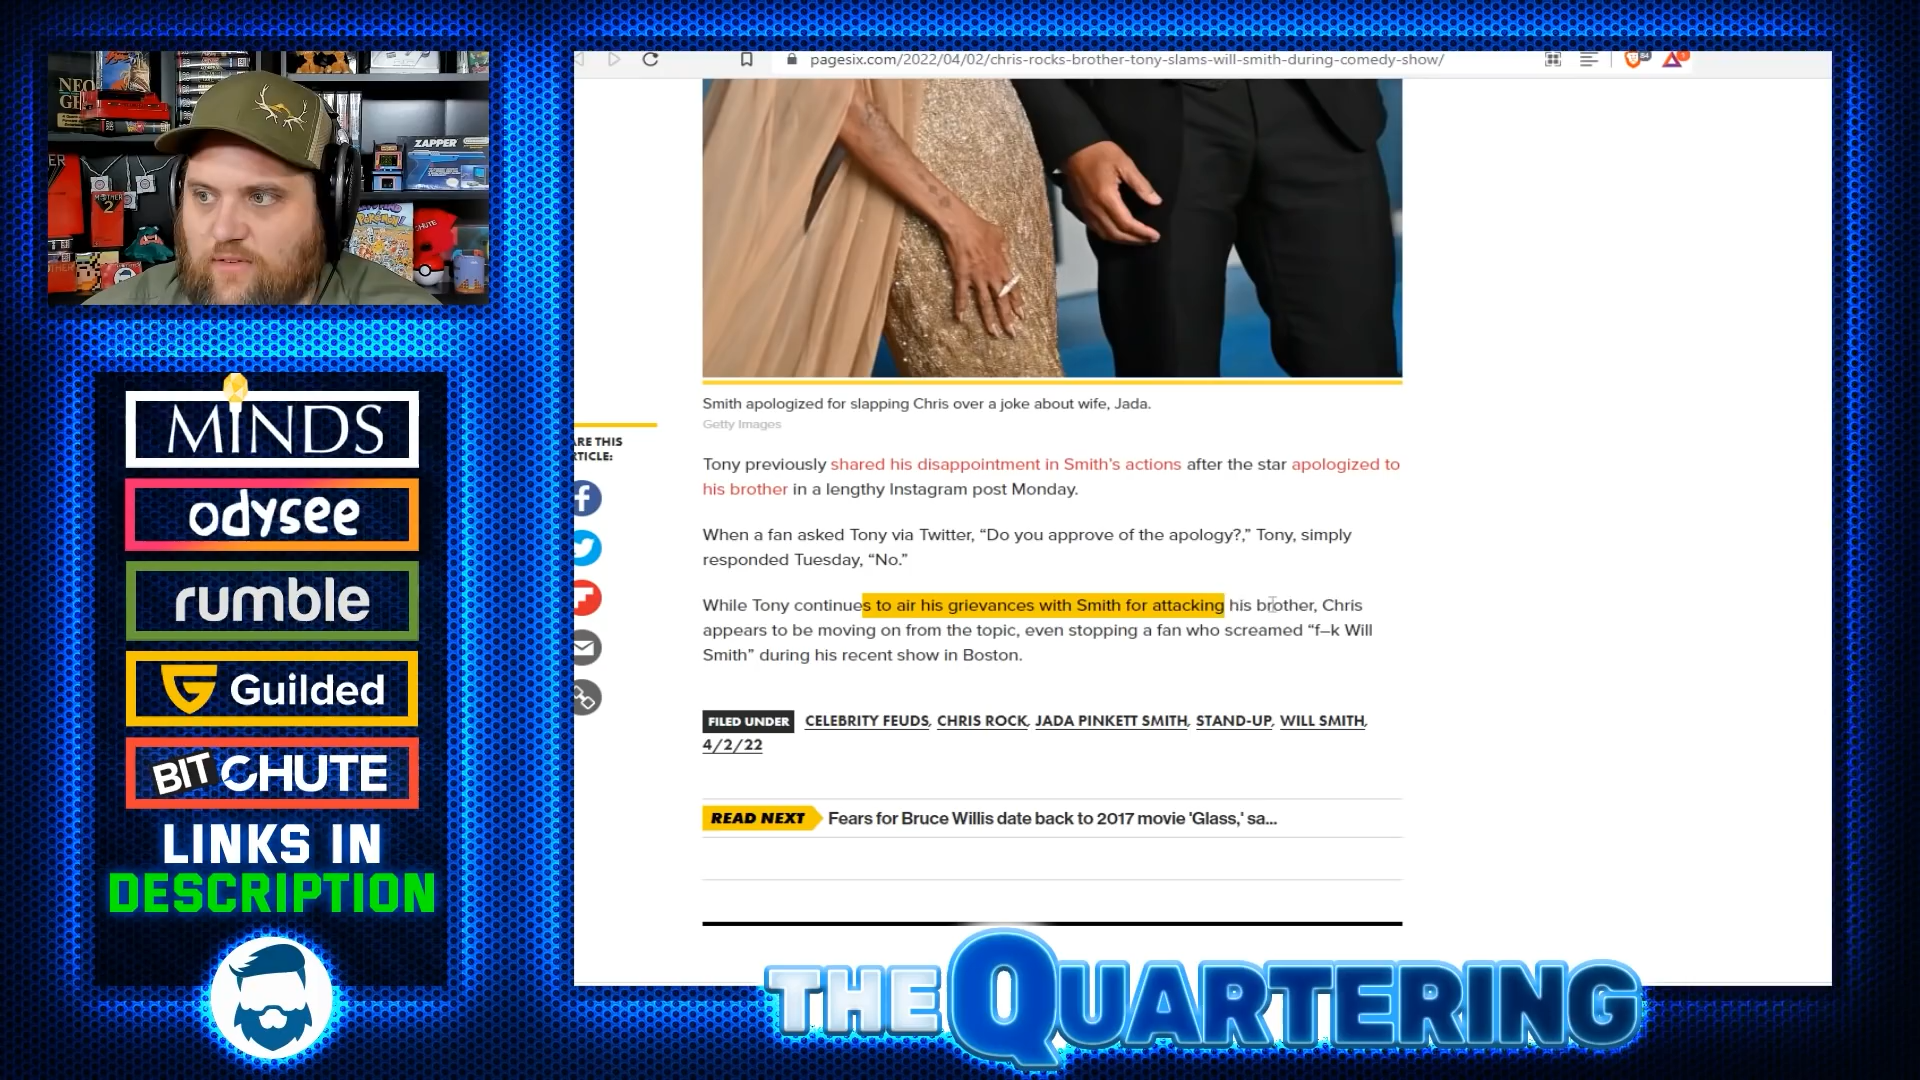 pagesix.com/2022/04/02/chris-rocks-brother-tony-slams-will-smith-during-comedy-show/
NEO
GE
ZAPPER
MOTHER
2
Pokémon
CHUTE
MINDS
odysee
rumble
Guilded
BITCHUTE
LINKS IN
DESCRIPTION
ARE THIS
RTICLE:
Smith apologized for slapping Chris over a joke about wife, Jada.
Getty Images
Tony previously shared his disappointment in Smith’s actions after the star apologized to
his brother in a lengthy Instagram post Monday.
When a fan asked Tony via Twitter, “Do you approve of the apology?,” Tony, simply
responded Tuesday, “No.”
While Tony continues to air his grievances with Smith for attacking his brother, Chris
appears to be moving on from the topic, even stopping a fan who screamed “f–k Will
Smith” during his recent show in Boston.
FILED UNDER CELEBRITY FEUDS, CHRIS ROCK, JADA PINKETT SMITH, STAND-UP, WILL SMITH,
4/2/22
READ NEXT Fears for Bruce Willis date back to 2017 movie 'Glass,' sa...
THE QUARTERING